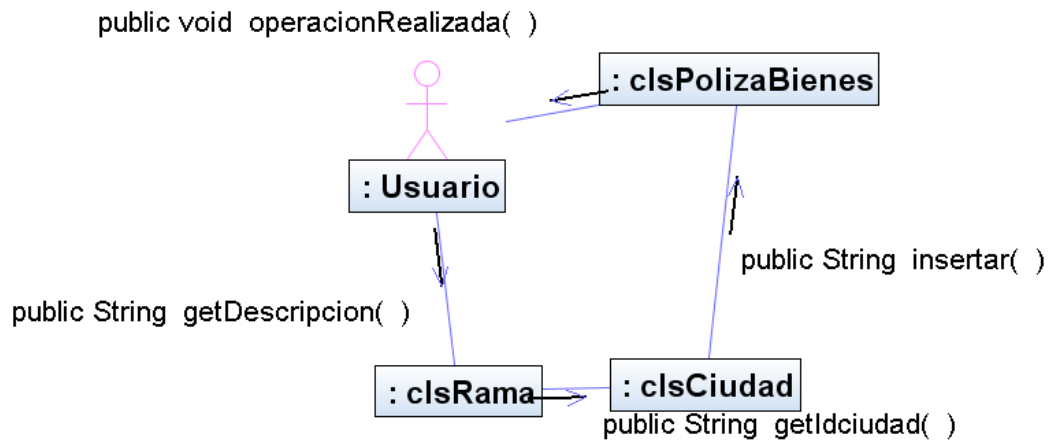 public void operacionRealizada( )
: clsPolizaBienes
: Usuario
public String insertar( )
public String getDescripcion( )
: clsRama
: clsCiudad
public String getIdciudad( )